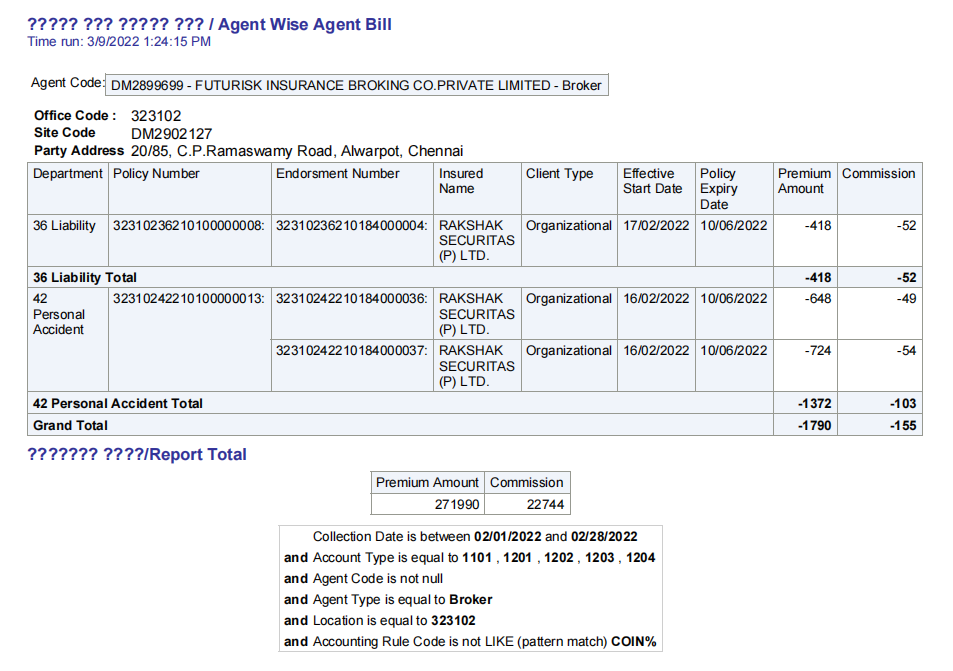 ????? ??? ????? ??? / Agent Wise Agent Bill
Time run: 3/9/2022 1:24:15 PM
Agent Code: DM2899699 - FUTURISK INSURANCE BROKING CO.PRIVATE LIMITED - Broker
Office Code : 323102
Site Code DM2902127
Party Address 20/85, C.P.Ramaswamy Road, Alwarpot, Chennai
Department Policy Number Endorsment Number Insured Name Client Type Effective Start Date Policy Expiry Date Premium Amount Commission
36 Liability 32310236210100000008: 32310236210184000004: RAKSHAK SECURITAS (P) LTD. Organizational 17/02/2022 10/06/2022 -418 -52
36 Liability Total -418 -52
42 Personal Accident 32310242210100000013: 32310242210184000036: RAKSHAK SECURITAS (P) LTD. Organizational 16/02/2022 10/06/2022 -648 -49
32310242210184000037: RAKSHAK SECURITAS (P) LTD. Organizational 16/02/2022 10/06/2022 -724 -54
42 Personal Accident Total -1372 -103
Grand Total -1790 -155
??????? ????/Report Total
Premium Amount Commission
271990 22744
Collection Date is between 02/01/2022 and 02/28/2022
and Account Type is equal to 1101 , 1201 , 1202 , 1203 , 1204
and Agent Code is not null
and Agent Type is equal to Broker
and Location is equal to 323102
and Accounting Rule Code is not LIKE (pattern match) COIN%